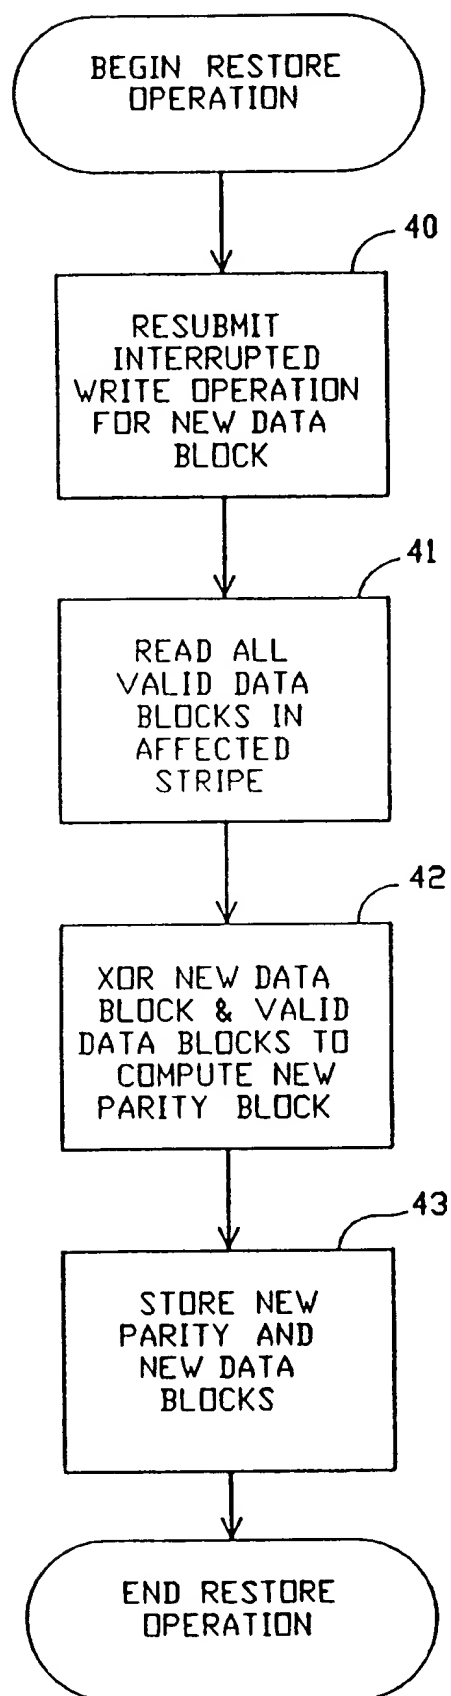 BEGIN RESTORE
OPERATION
40
RESUBMIT
INTERRUPTED
WRITE OPERATION
FOR NEW DATA
BLOCK
41
READ ALL
VALID DATA
BLOCKS IN
AFFECTED
STRIPE
42
XOR NEW DATA
BLOCK & VALID
DATA BLOCKS TO
COMPUTE NEW
PARITY BLOCK
43
STORE NEW
PARITY AND
NEW DATA
BLOCKS
END RESTORE
OPERATION